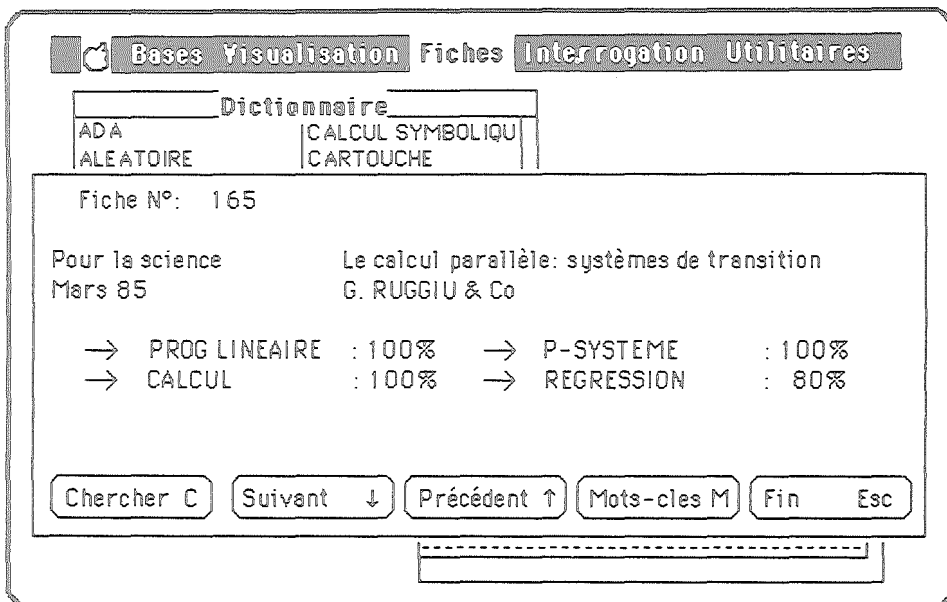 Bases Visualisation Fiches Interrogation Utilitaires
Dictionnaire
ADA CALCUL SYMBOLIQU
ALEATOIRE CARTOUCHE
Fiche N°: 165
Pour la science Le calcul parallèle: systèmes de transition
Mars 85 G. RUGGIU & Co
→ PROG LINEAIRE : 100% → P-SYSTEME : 100%
→ CALCUL : 100% → REGRESSION : 80%
Chercher C Suivant ↓ Précédent ↑ Mots-cles M Fin Esc